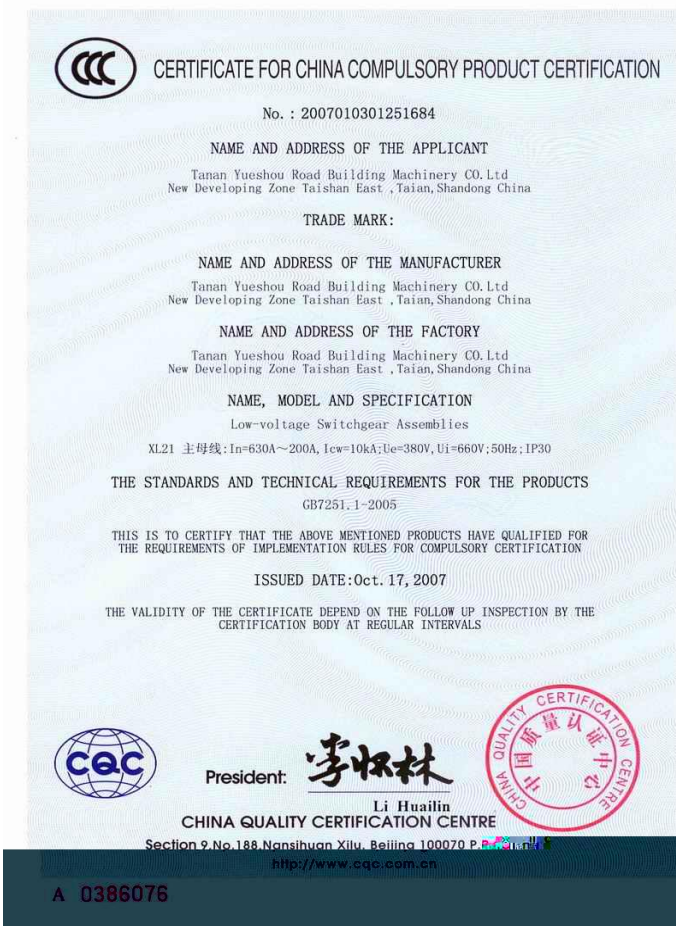 CCC
CERTIFICATE FOR CHINA COMPULSORY PRODUCT CERTIFICATION
No. : 2007010301251684
NAME AND ADDRESS OF THE APPLICANT
Tanan Yueshou Road Building Machinery CO.Ltd
New Developing Zone Taishan East ,Taian,Shandong China
TRADE MARK:
NAME AND ADDRESS OF THE MANUFACTURER
Tanan Yueshou Road Building Machinery CO.Ltd
New Developing Zone Taishan East ,Taian,Shandong China
NAME AND ADDRESS OF THE FACTORY
Tanan Yueshou Road Building Machinery CO.Ltd
New Developing Zone Taishan East ,Taian,Shandong China
NAME, MODEL AND SPECIFICATION
Low-voltage Switchgear Assemblies
XL21 主母线:In=630A～200A,Icw=10kA;Ue=380V,Ui=660V;50Hz;IP30
THE STANDARDS AND TECHNICAL REQUIREMENTS FOR THE PRODUCTS
GB7251.1-2005
THIS IS TO CERTIFY THAT THE ABOVE MENTIONED PRODUCTS HAVE QUALIFIED FOR
THE REQUIREMENTS OF IMPLEMENTATION RULES FOR COMPULSORY CERTIFICATION
ISSUED DATE:Oct.17,2007
THE VALIDITY OF THE CERTIFICATE DEPEND ON THE FOLLOW UP INSPECTION BY THE
CERTIFICATION BODY AT REGULAR INTERVALS
CHINA QUALITY CERTIFICATION CENTRE
中国质量认证中心
CQC
President:
李怀林
Li Huailin
CHINA QUALITY CERTIFICATION CENTRE
Section 9,No.188,Nansihuan Xilu, Beijing 100070 P.
http://www.cqc.com.cn
A 0386076